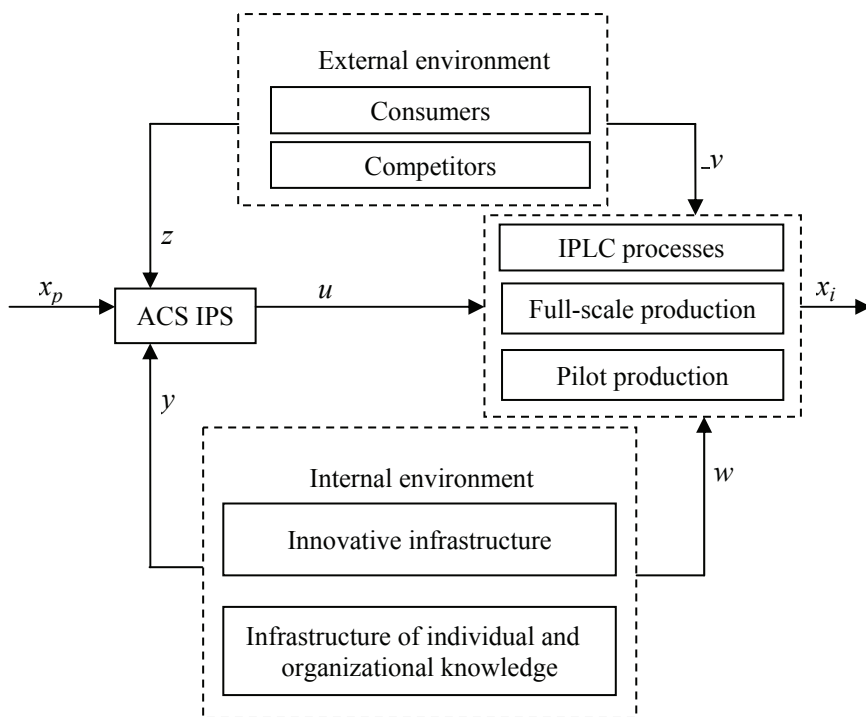 External environment
Consumers
Competitors
_v
z
IPLC processes
x_p
u
x_i
ACS IPS
Full-scale production
Pilot production
y
w
Internal environment
Innovative infrastructure
Infrastructure of individual and
organizational knowledge